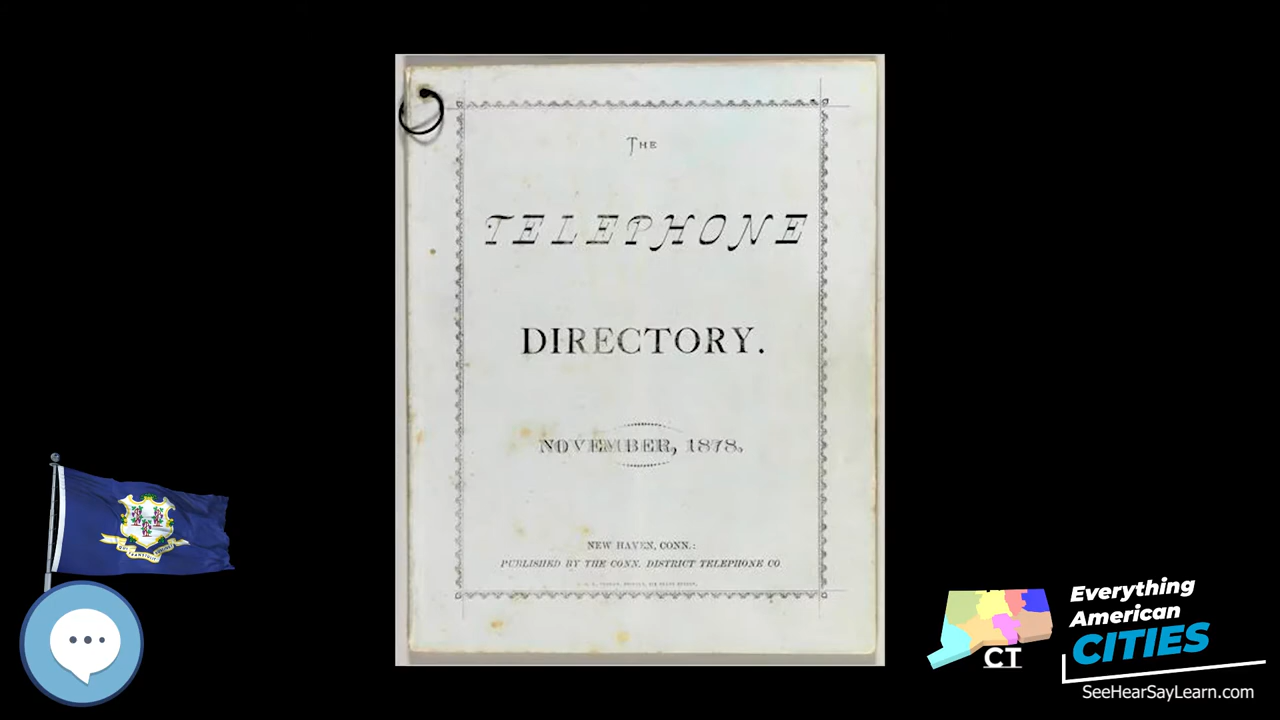 The
TELEPHONE
DIRECTORY.
NOVEMBER, 1878.
NEW HAVEN, CONN.:
PUBLISHED BY THE CONN. DISTRICT TELEPHONE CO
CT
Everything
American
CITIES
SeeHearSayLearn.com